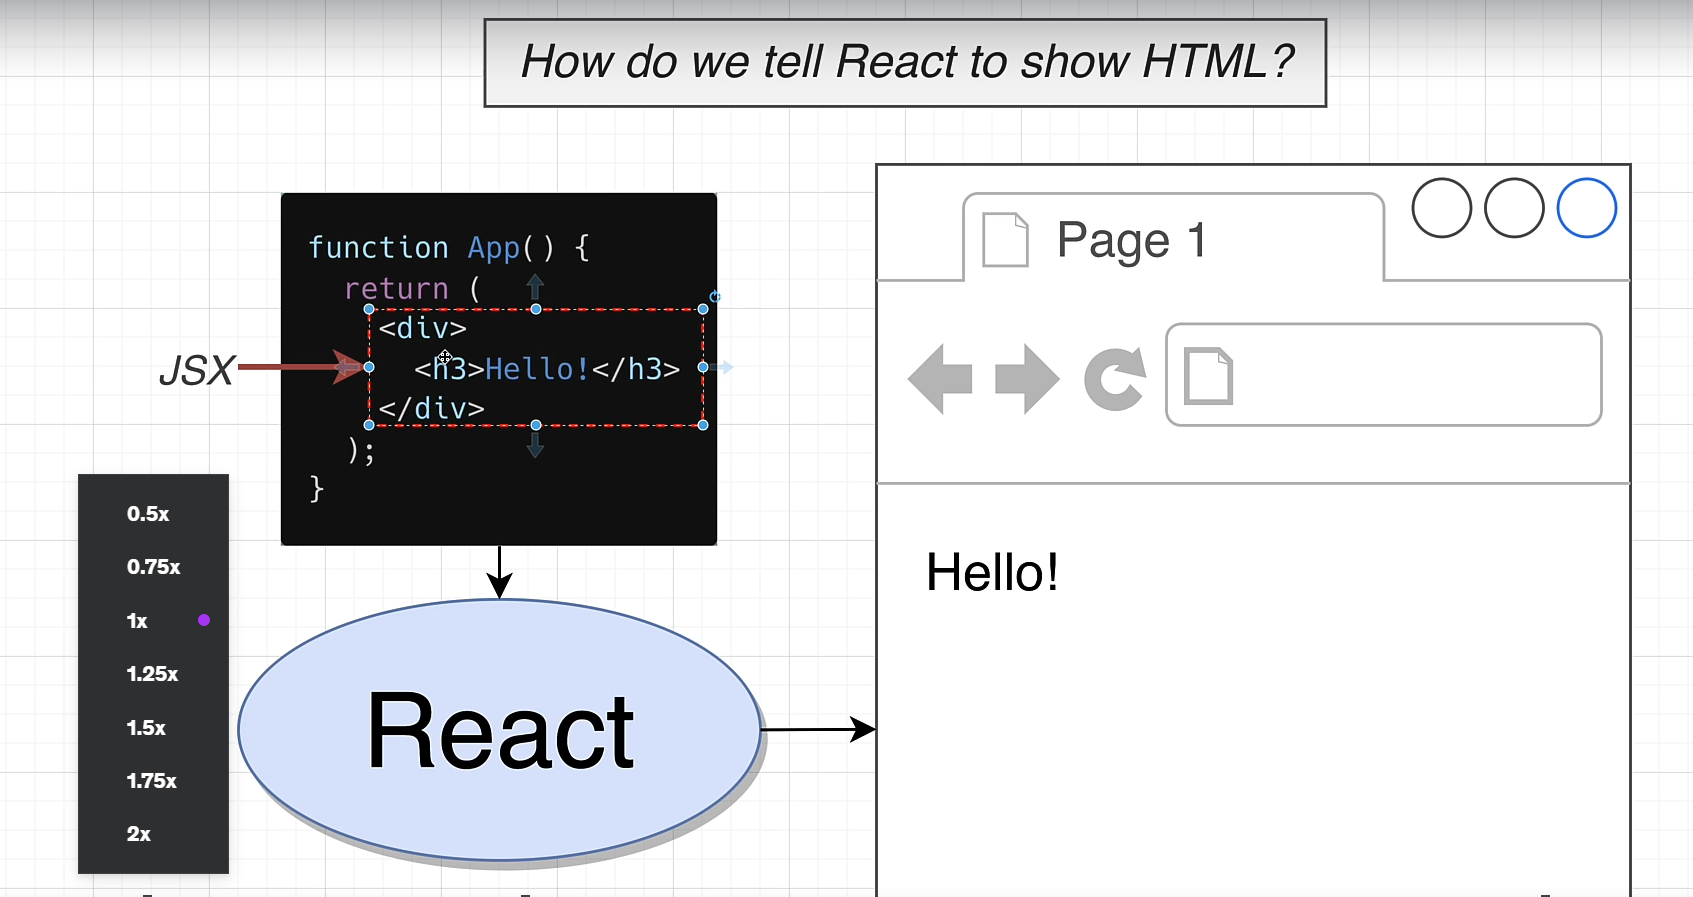 How do we tell React to show HTML?
Page 1
function App() {
return (
<div>
JSX
<h3>Hello!</h3>
</div>
);
}
0.5x
0.75x
1x
1.25x
1.5x
1.75x
2x
Hello!
React